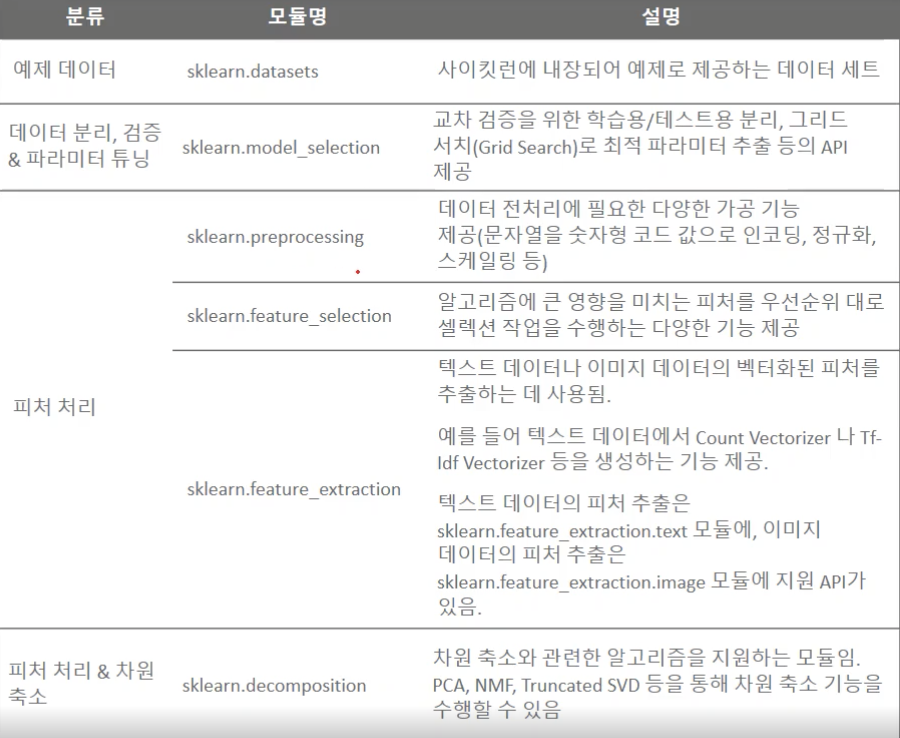 분류 모듈명 설명
예제 데이터 sklearn.datasets 사이킷런에 내장되어 예제로 제공하는 데이터 세트
데이터 분리, 검증
& 파라미터 튜닝
sklearn.model_selection
교차 검증을 위한 학습용/테스트용 분리, 그리드
서치(Grid Search)로 최적 파라미터 추출 등의 API
제공
피처 처리
sklearn.preprocessing
데이터 전처리에 필요한 다양한 가공 기능
제공(문자열을 숫자형 코드 값으로 인코딩, 정규화,
스케일링 등)
sklearn.feature_selection
알고리즘에 큰 영향을 미치는 피처를 우선순위 대로
셀렉션 작업을 수행하는 다양한 기능 제공
sklearn.feature_extraction
텍스트 데이터나 이미지 데이터의 벡터화된 피처를
추출하는 데 사용됨.
예를 들어 텍스트 데이터에서 Count Vectorizer 나 Tf-
Idf Vectorizer 등을 생성하는 기능 제공.
텍스트 데이터의 피처 추출은
sklearn.feature_extraction.text 모듈에, 이미지
데이터의 피처 추출은
sklearn.feature_extraction.image 모듈에 지원 API가
있음.
피처 처리 & 차원
축소
sklearn.decomposition
차원 축소와 관련한 알고리즘을 지원하는 모듈임.
PCA, NMF, Truncated SVD 등을 통해 차원 축소 기능을
수행할 수 있음